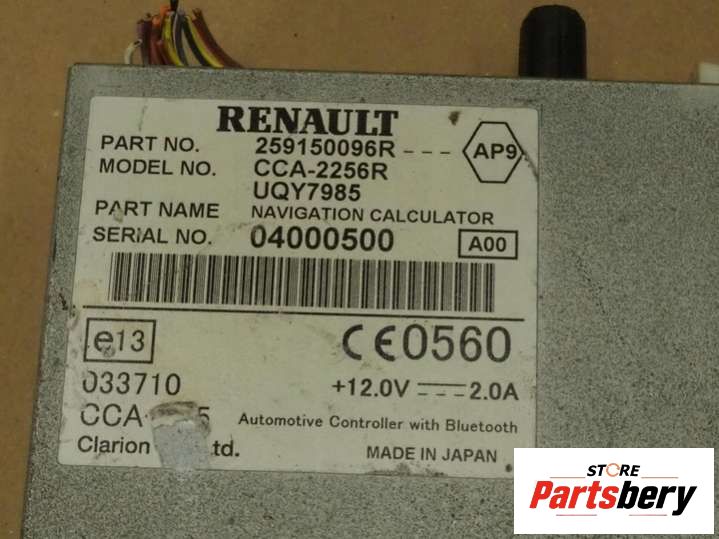 RENAULT
PART NO. 259150096R--- AP9
MODEL NO. CCA-2256R
UQY7985
PART NAME NAVIGATION CALCULATOR
SERIAL NO. 04000500 A00
e13 CE0560
033710 +12.0V 2.0A
Automotive Controller with Bluetooth
Clarion MADE IN JAPAN
STORE
Partsbery